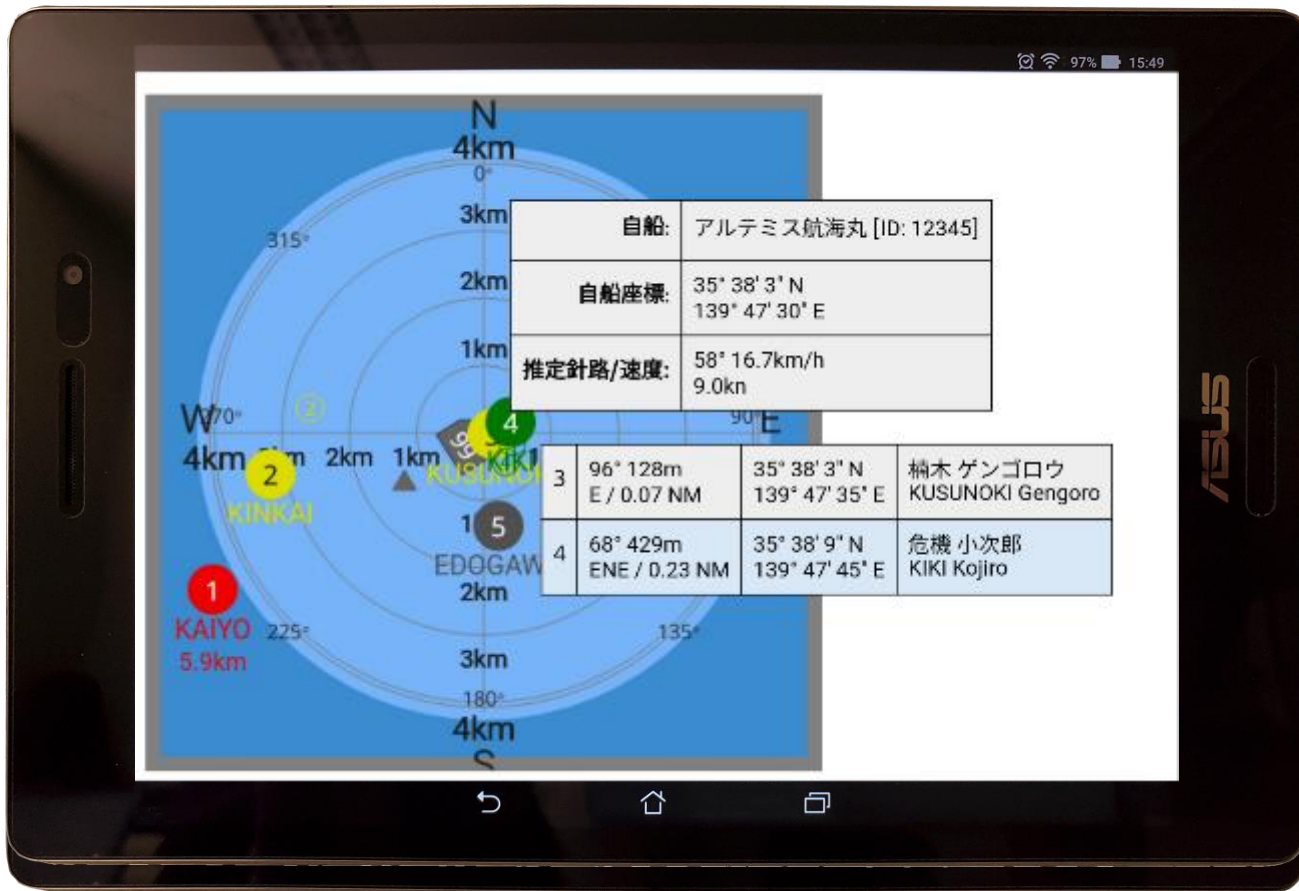 97% 15:49
N
4km
0°
3km
315°
2km
1km
W
270°
90°
E
4km
2km
1km
2
2
KINKAI
4
99
5
EDOGAW
2km
1
KAIYO
5.9km
225°
135°
3km
180°
4km
S
自船:
アルテミス航海丸 [ID: 12345]
自船座標:
35° 38' 3" N
139° 47' 30" E
推定針路/速度:
58° 16.7km/h
9.0kn
3
96° 128m
E / 0.07 NM
35° 38' 3" N
139° 47' 35" E
楠木 ゲンゴロウ
KUSUNOKI Gengoro
4
68° 429m
ENE / 0.23 NM
35° 38' 9" N
139° 47' 45" E
危機 小次郎
KIKI Kojiro
ASUS